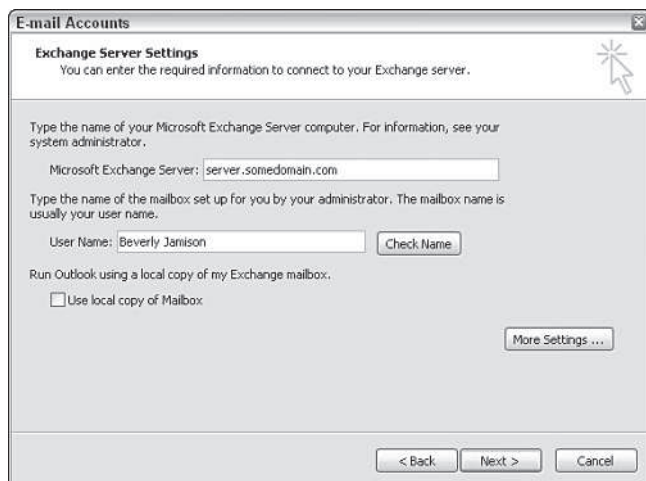 E-mail Accounts
Exchange Server Settings
You can enter the required information to connect to your Exchange server.
Type the name of your Microsoft Exchange Server computer. For information, see your
system administrator.
Microsoft Exchange Server: server.somedomain.com
Type the name of the mailbox set up for you by your administrator. The mailbox name is
usually your user name.
User Name: Beverly Jamison Check Name
Run Outlook using a local copy of my Exchange mailbox.
Use local copy of Mailbox
More Settings ...
< Back Next > Cancel